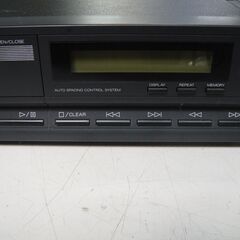 EN/CLOSE
DISPLAY REPEAT MEMORY
AUTO SPACING CONTROL SYSTEM
□/CLEAR